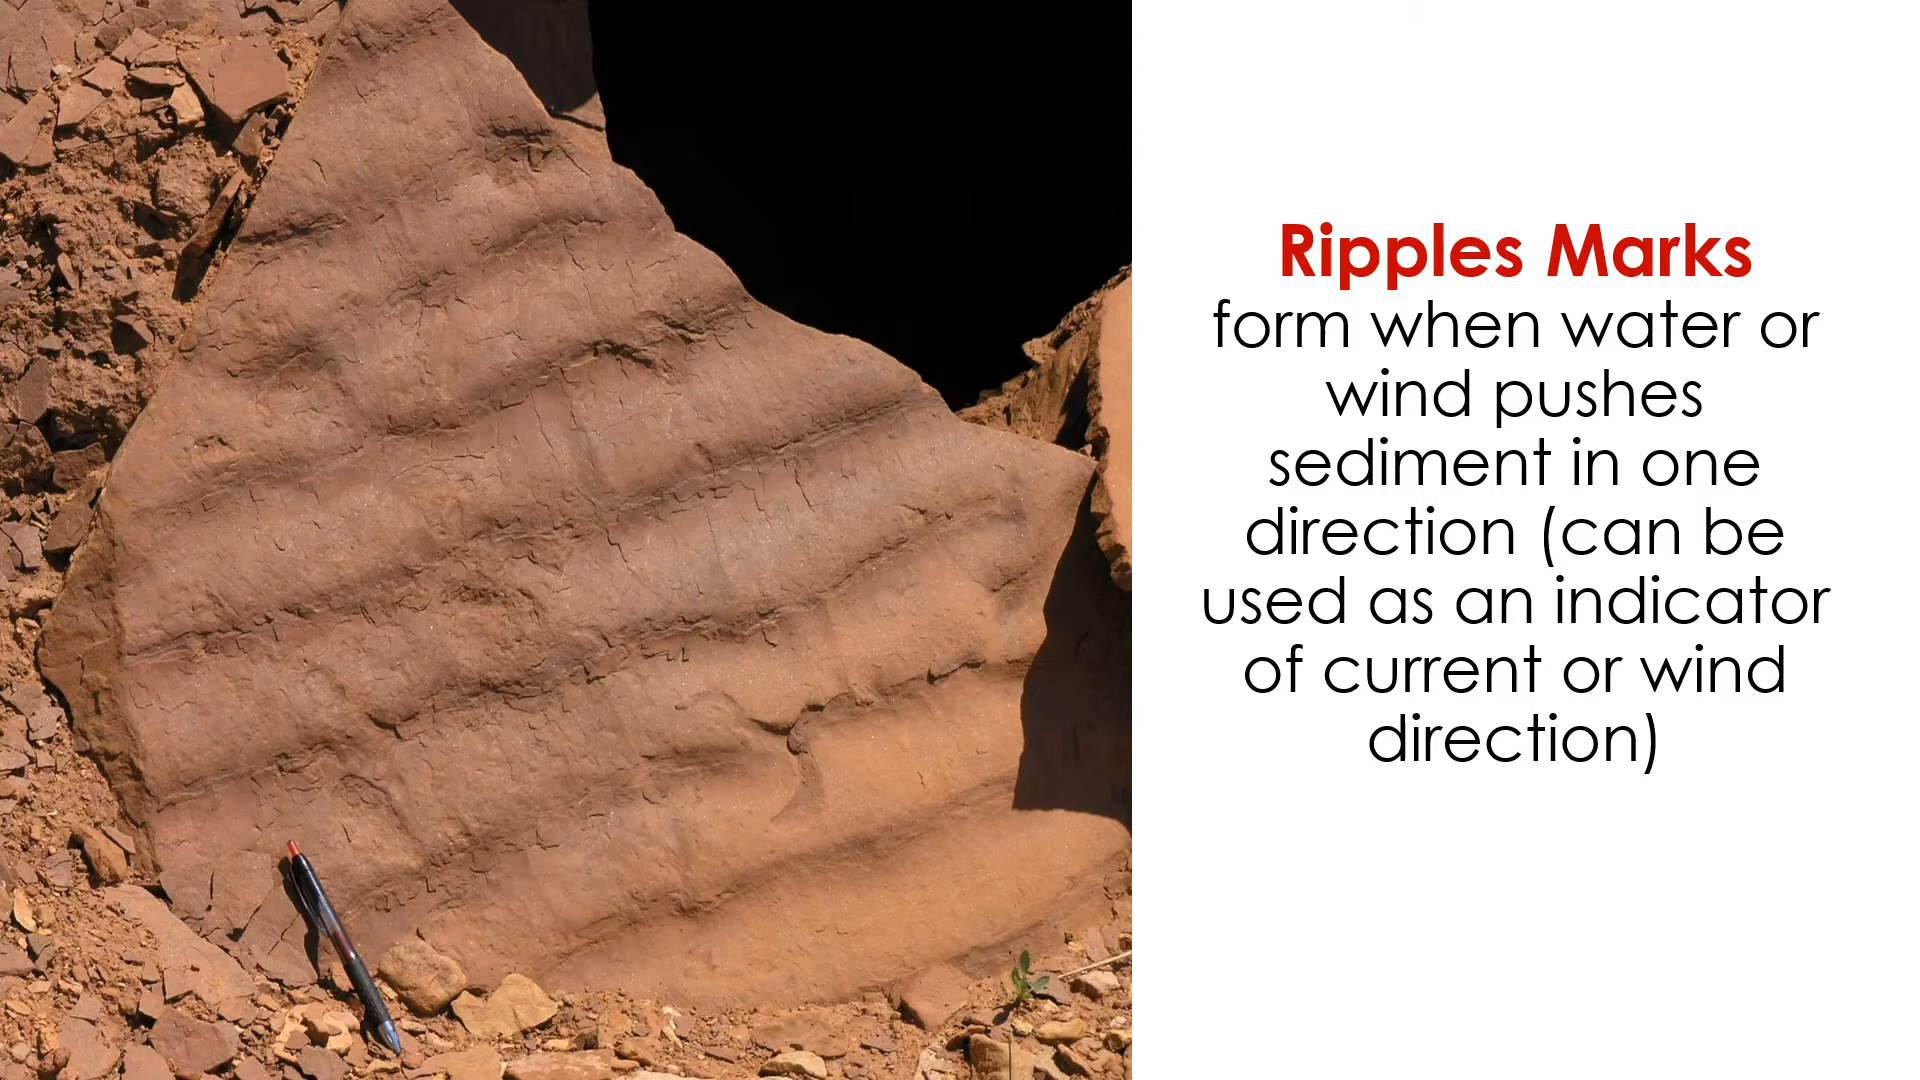 Ripples Marks
form when water or
wind pushes
sediment in one
direction (can be
used as an indicator
of current or wind
direction)